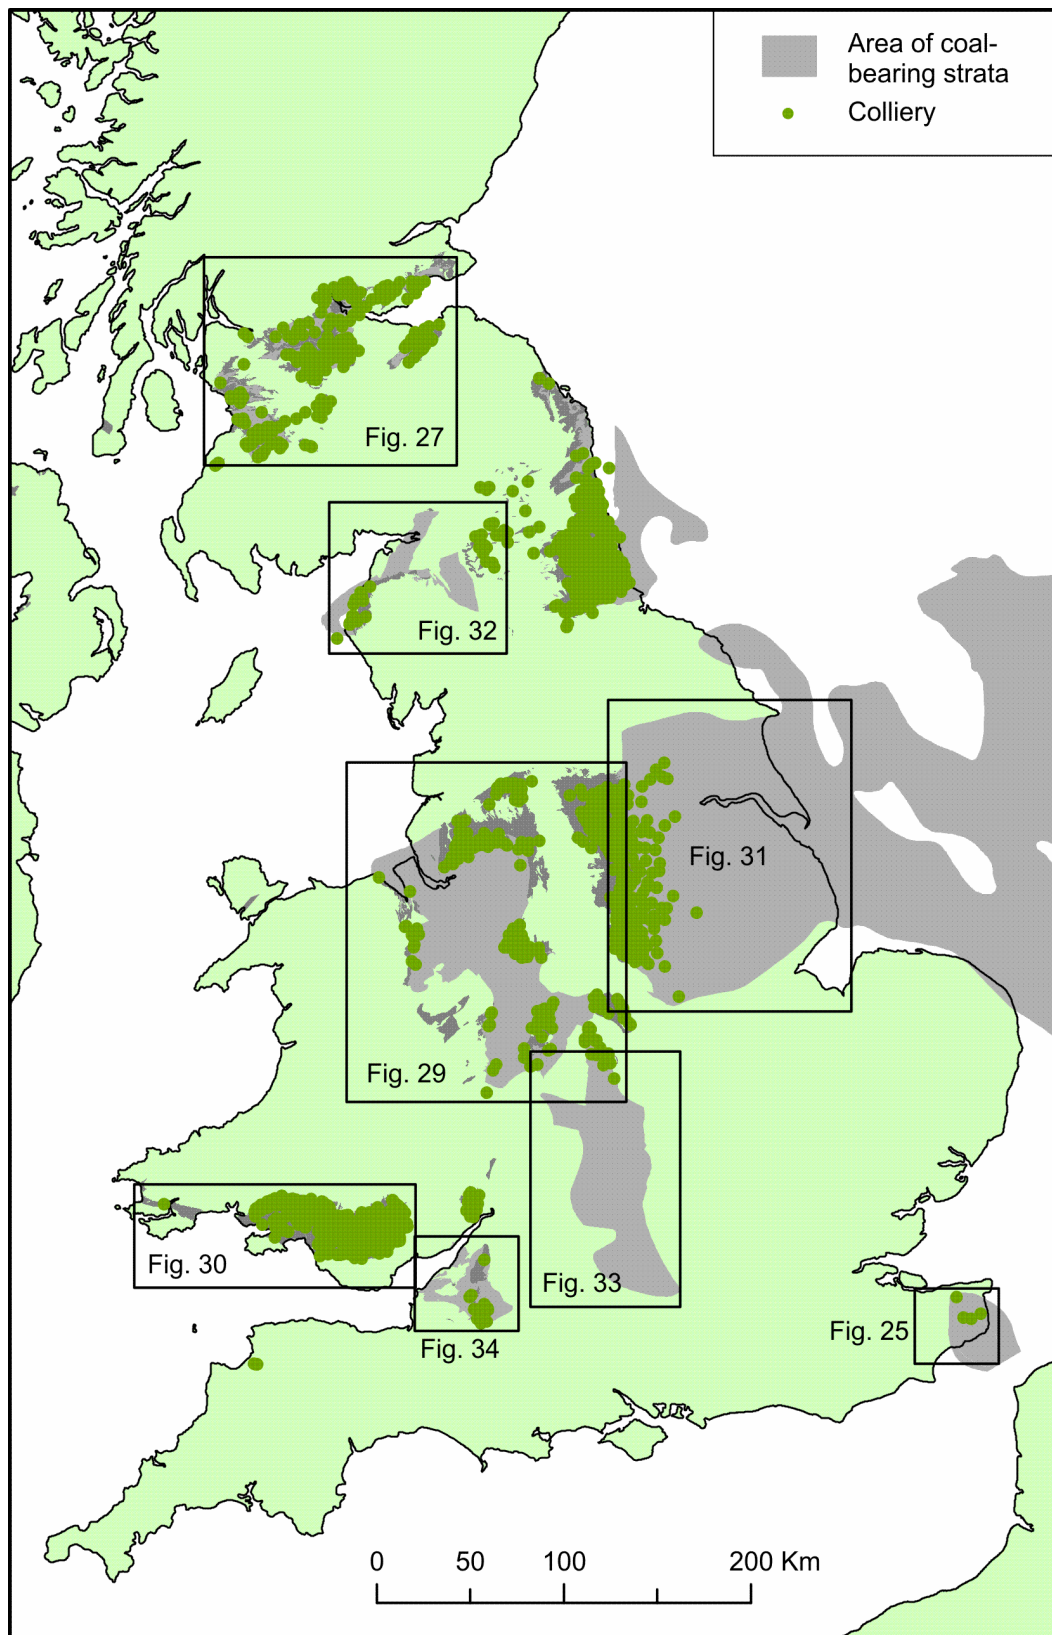 Area of coal-
bearing strata
Colliery
Fig. 27
Fig. 32
Fig. 31
Fig. 29
Fig. 30
Fig. 33
Fig. 25
Fig. 34
0 50 100 200 Km